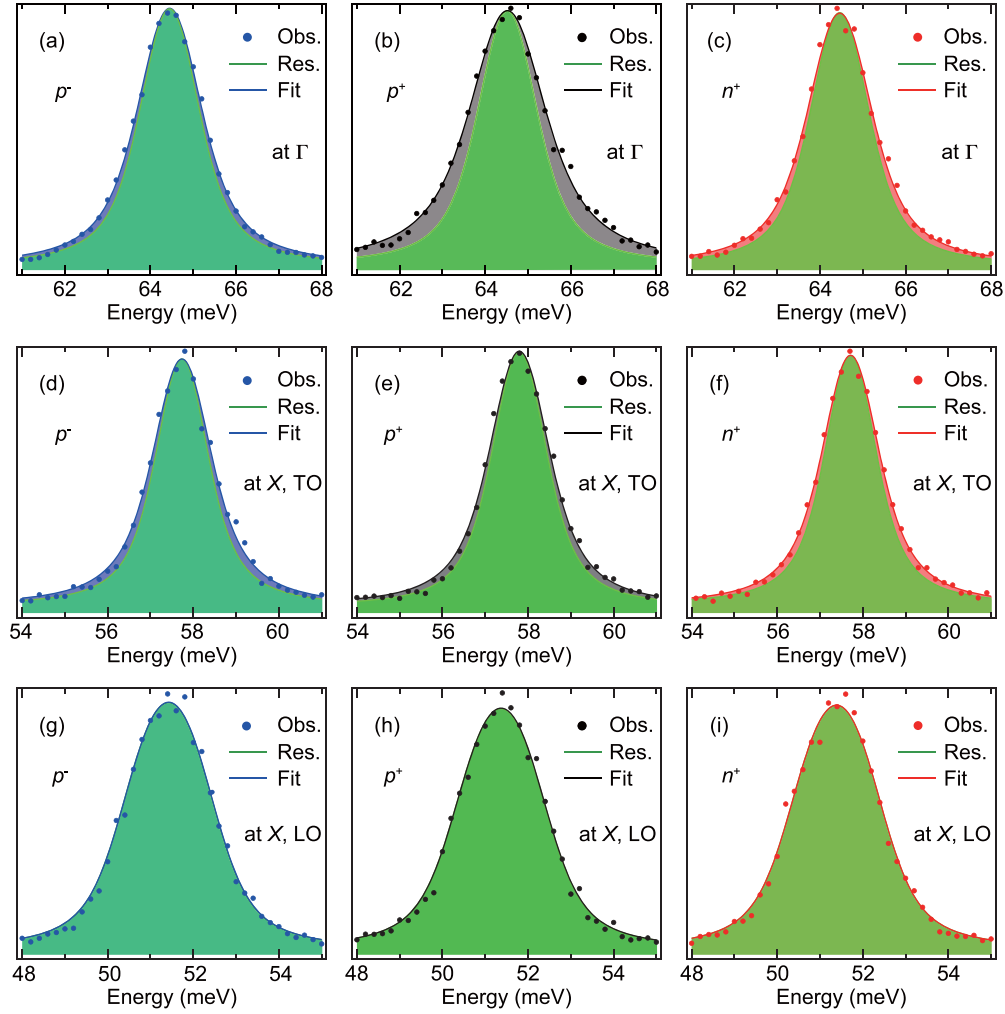 (a) Obs.
Res.
p- Fit
at Γ
62 64 66 68
Energy (meV)
(b) Obs.
Res.
p+ Fit
at Γ
62 64 66 68
Energy (meV)
(c) Obs.
Res.
n+ Fit
at Γ
62 64 66 68
Energy (meV)
(d) Obs.
Res.
p- Fit
at X, TO
54 56 58 60
Energy (meV)
(e) Obs.
Res.
p+ Fit
at X, TO
54 56 58 60
Energy (meV)
(f) Obs.
Res.
n+ Fit
at X, TO
54 56 58 60
Energy (meV)
(g) Obs.
Res.
p- Fit
at X, LO
48 50 52 54
Energy (meV)
(h) Obs.
Res.
p+ Fit
at X, LO
48 50 52 54
Energy (meV)
(i) Obs.
Res.
n+ Fit
at X, LO
48 50 52 54
Energy (meV)